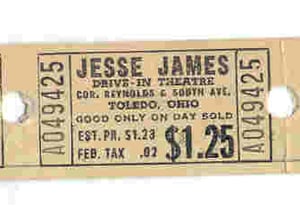 A049425
JESSE JAMES
DRIVE-IN THEATRE
COR. REYNOLDS & SOUTH AVE.
TOLEDO, OHIO
GOOD ONLY ON DAY SOLD
EST. PR. $1.23
FED. TAX .02
$1.25
A049425